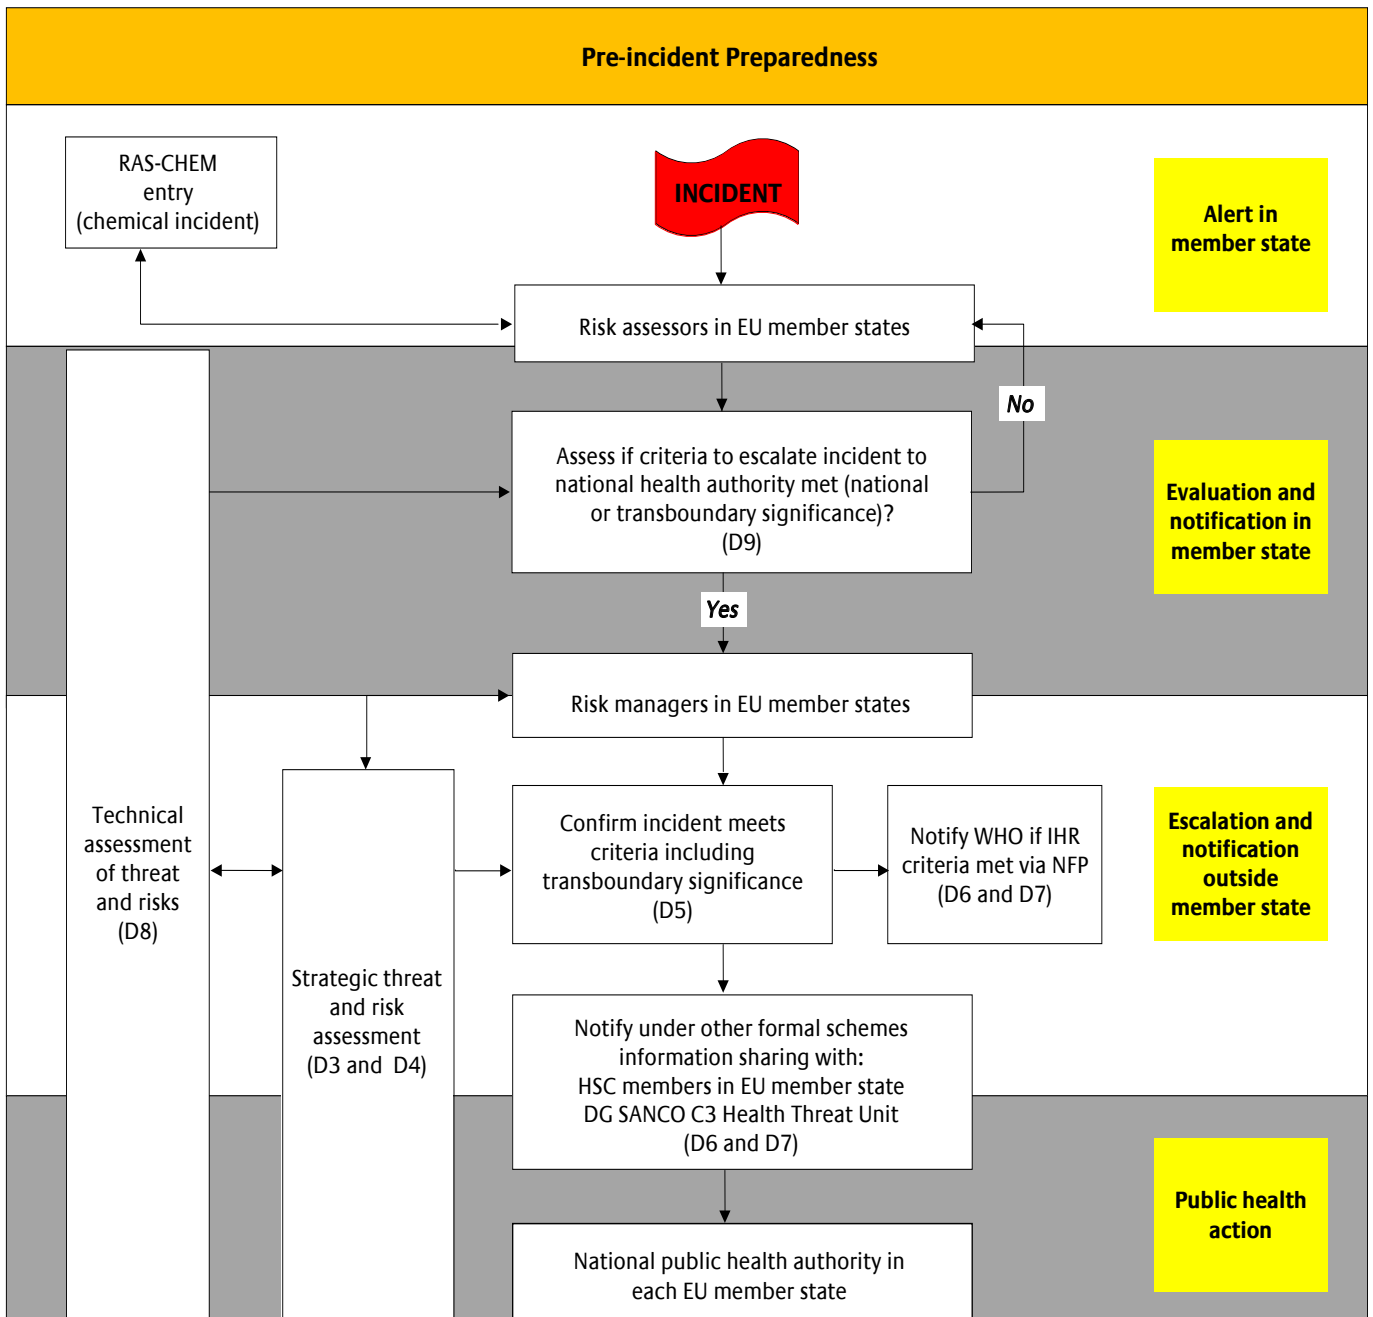 Pre-incident Preparedness
RAS-CHEM
entry
(chemical incident)
INCIDENT
Alert in
member state
Risk assessors in EU member states
No
Assess if criteria to escalate incident to
national health authority met (national
or transboundary significance)?
(D9)
Evaluation and
notification in
member state
Yes
Risk managers in EU member states
Technical
assessment
of threat
and risks
(D8)
Confirm incident meets
criteria including
transboundary significance
(D5)
Notify WHO if IHR
criteria met via NFP
(D6 and D7)
Escalation and
notification
outside
member state
Strategic threat
and risk
assessment
(D3 and D4)
Notify under other formal schemes
information sharing with:
HSC members in EU member state
DG SANCO C3 Health Threat Unit
(D6 and D7)
Public health
action
National public health authority in
each EU member state